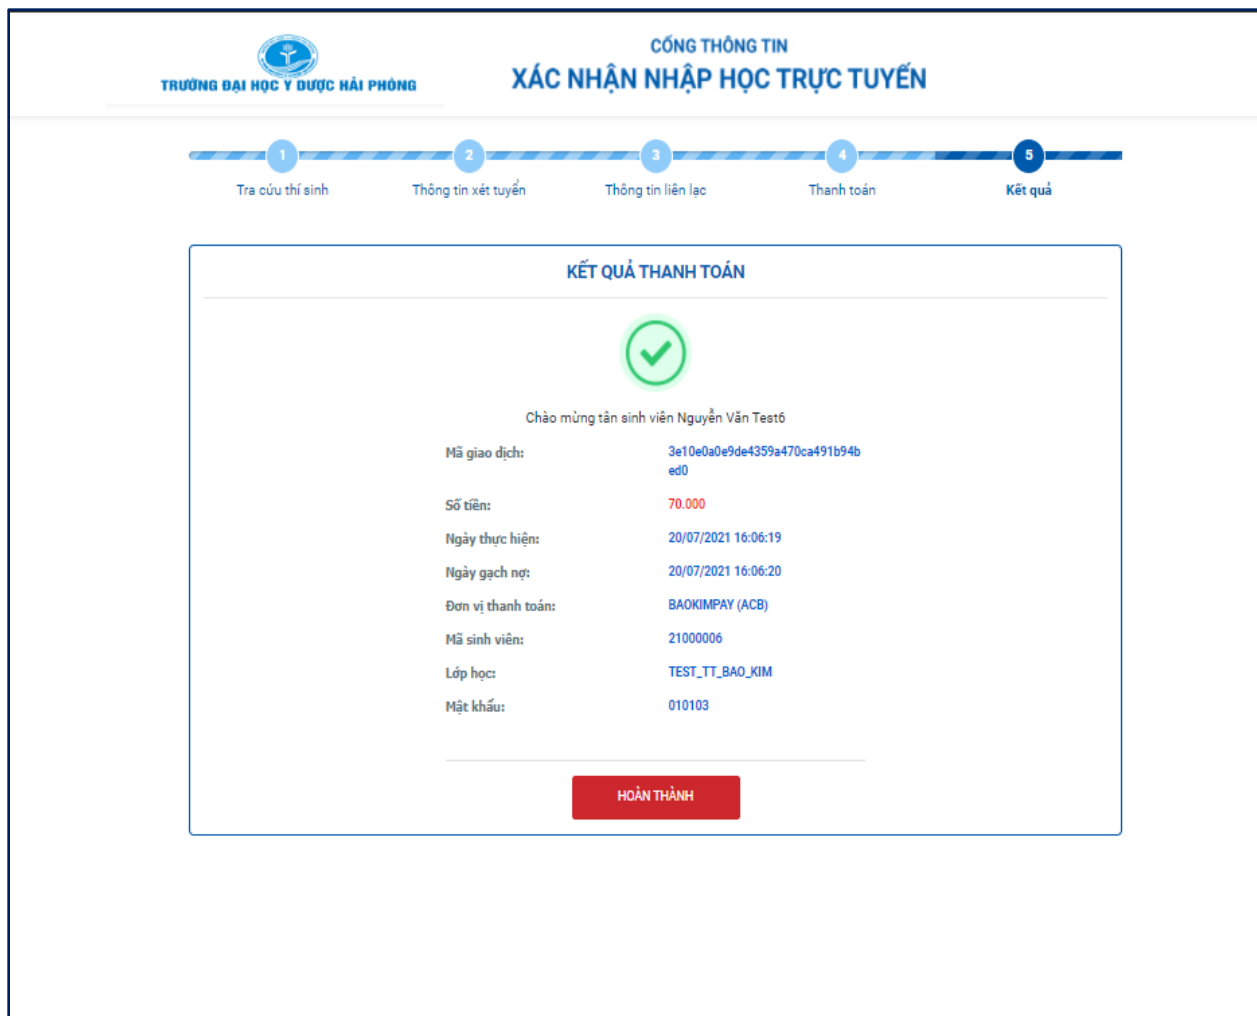 CỔNG THÔNG TIN
XÁC NHẬN NHẬP HỌC TRỰC TUYẾN
TRƯỜNG ĐẠI HỌC Y DƯỢC HẢI PHÒNG
1 2 3 4 5
Tra cứu thí sinh Thông tin xét tuyển Thông tin liên lạc Thanh toán Kết quả
KẾT QUẢ THANH TOÁN
Chào mừng tân sinh viên Nguyễn Văn Test6
Mã giao dịch: 3e10e0a0e9de4359a470ca491b94b
ed0
Số tiền: 70.000
Ngày thực hiện: 20/07/2021 16:06:19
Ngày gạch nợ: 20/07/2021 16:06:20
Đơn vị thanh toán: BAOKIMPAY (ACB)
Mã sinh viên: 21000006
Lớp học: TEST_TT_BAO_KIM
Mật khẩu: 010103
HOÀN THÀNH